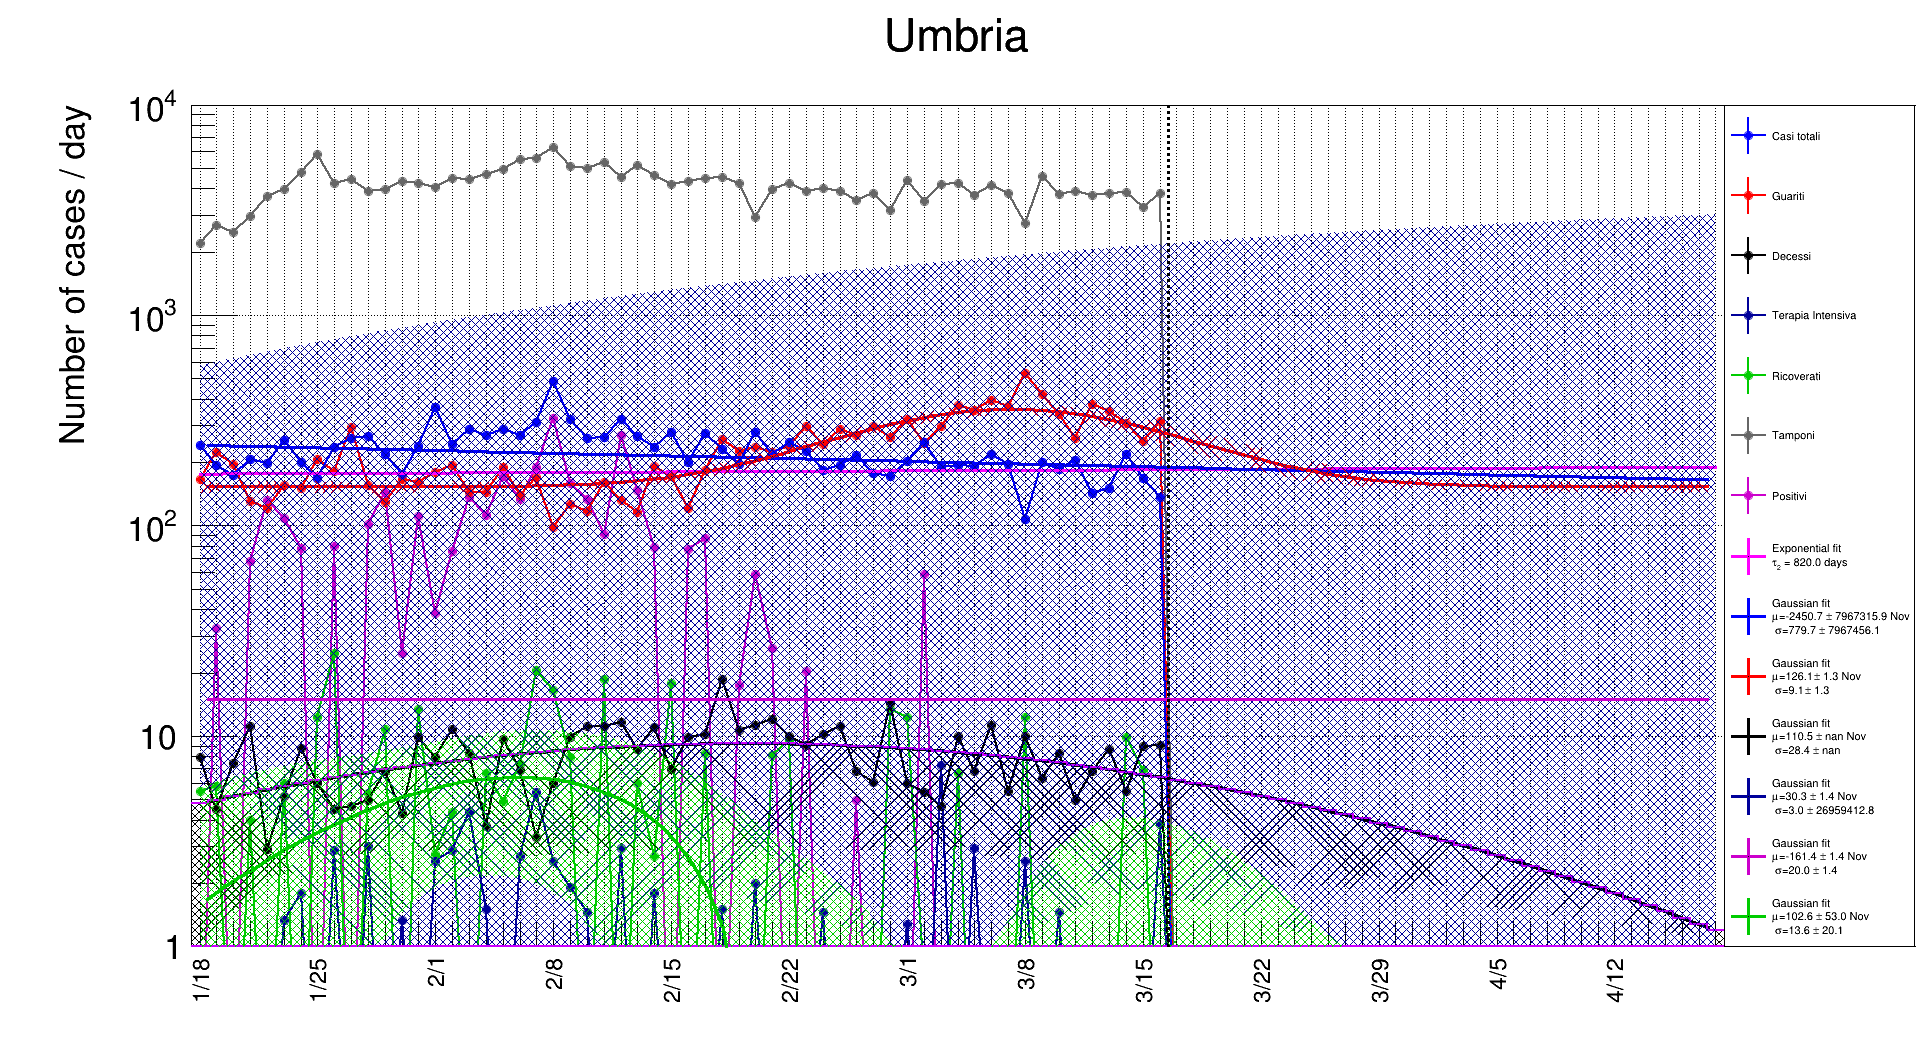 Umbria
Number of cases / day
10^4
10^3
10^2
10
1
1/18
1/25
2/1
2/8
2/15
2/22
3/1
3/8
3/15
3/22
3/29
4/5
4/12
Casi totali
Guariti
Decessi
Terapia Intensiva
Ricoverati
Tamponi
Positivi
Exponential fit
τ₂ = 820.0 days
Gaussian fit
μ=-2450.7 ± 7967315.9 Nov
σ=779.7 ± 7967456.1
Gaussian fit
μ=126.1 ± 1.3 Nov
σ=9.1 ± 1.3
Gaussian fit
μ=110.5 ± nan Nov
σ=28.4 ± nan
Gaussian fit
μ=30.3 ± 1.4 Nov
σ=3.0 ± 26959412.8
Gaussian fit
μ=-161.4 ± 1.4 Nov
σ=20.0 ± 1.4
Gaussian fit
μ=102.6 ± 53.0 Nov
σ=13.6 ± 20.1